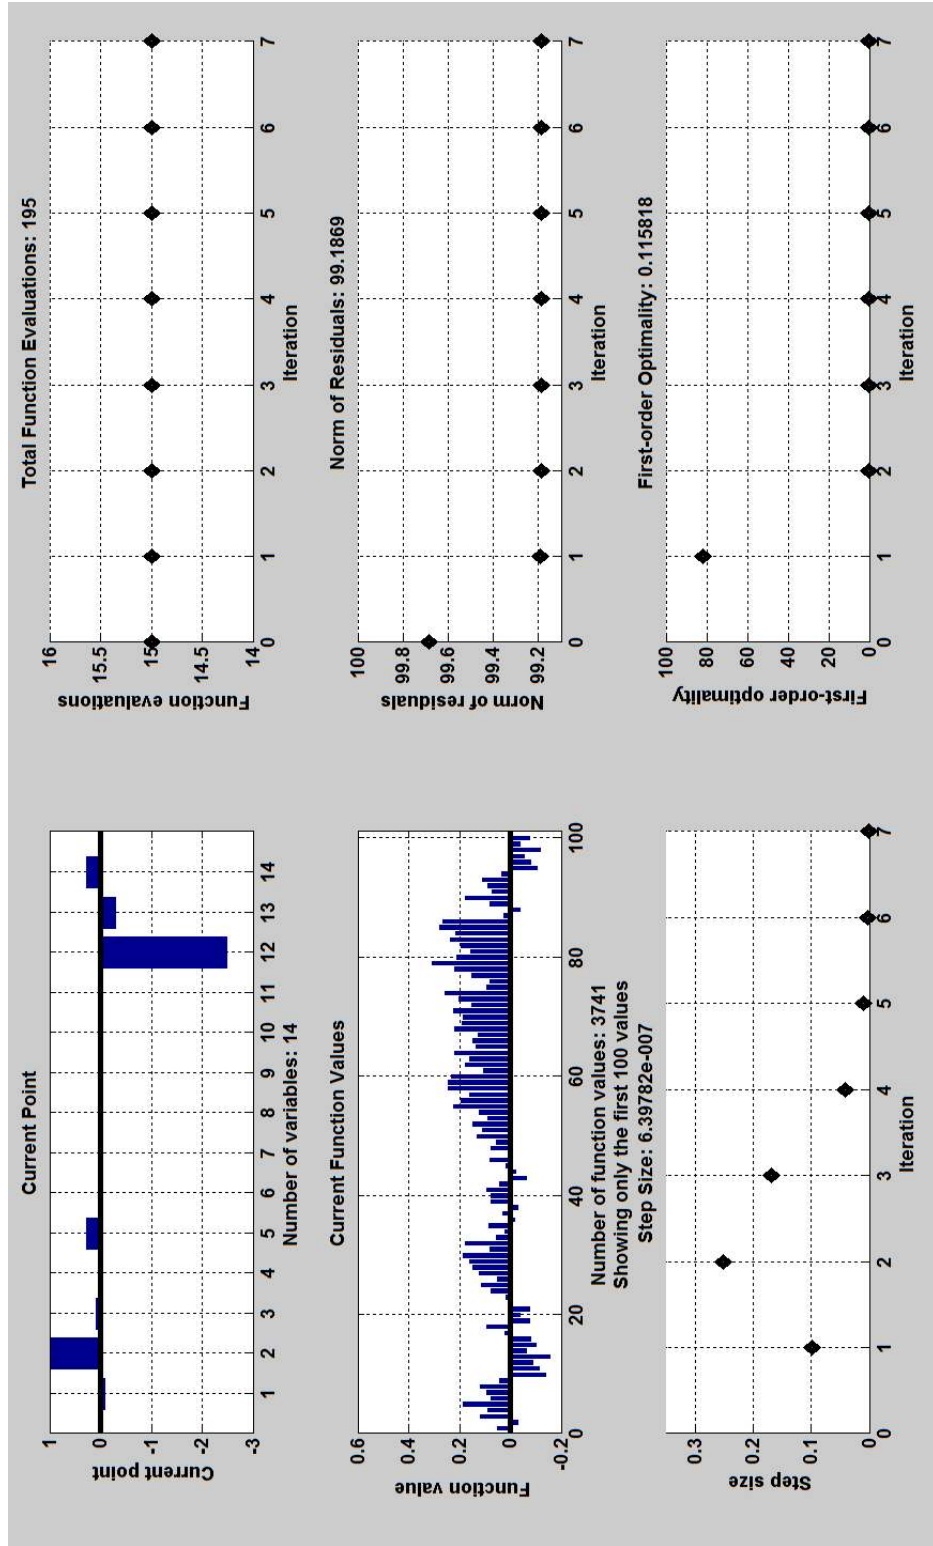 Current Point
Current point
1
0
-1
-2
-3
1 2 3 4 5 6 7 8 9 10 11 12 13 14
Number of variables: 14
Total Function Evaluations: 195
Function evaluations
16
15.5
15
14.5
14
0 1 2 3 4 5 6 7
Iteration
Current Function Values
Function value
0.6
0.4
0.2
0
-0.2
0 20 40 60 80 100
Number of function values: 3741
Showing only the first 100 values
Norm of Residuals: 99.1869
Norm of residuals
100
99.8
99.6
99.4
99.2
0 1 2 3 4 5 6 7
Iteration
Step Size: 6.39782e-007
Step size
0.3
0.2
0.1
0
0 1 2 3 4 5 6 7
Iteration
First-order Optimality: 0.115818
First-order optimality
100
80
60
40
20
0
0 1 2 3 4 5 6 7
Iteration